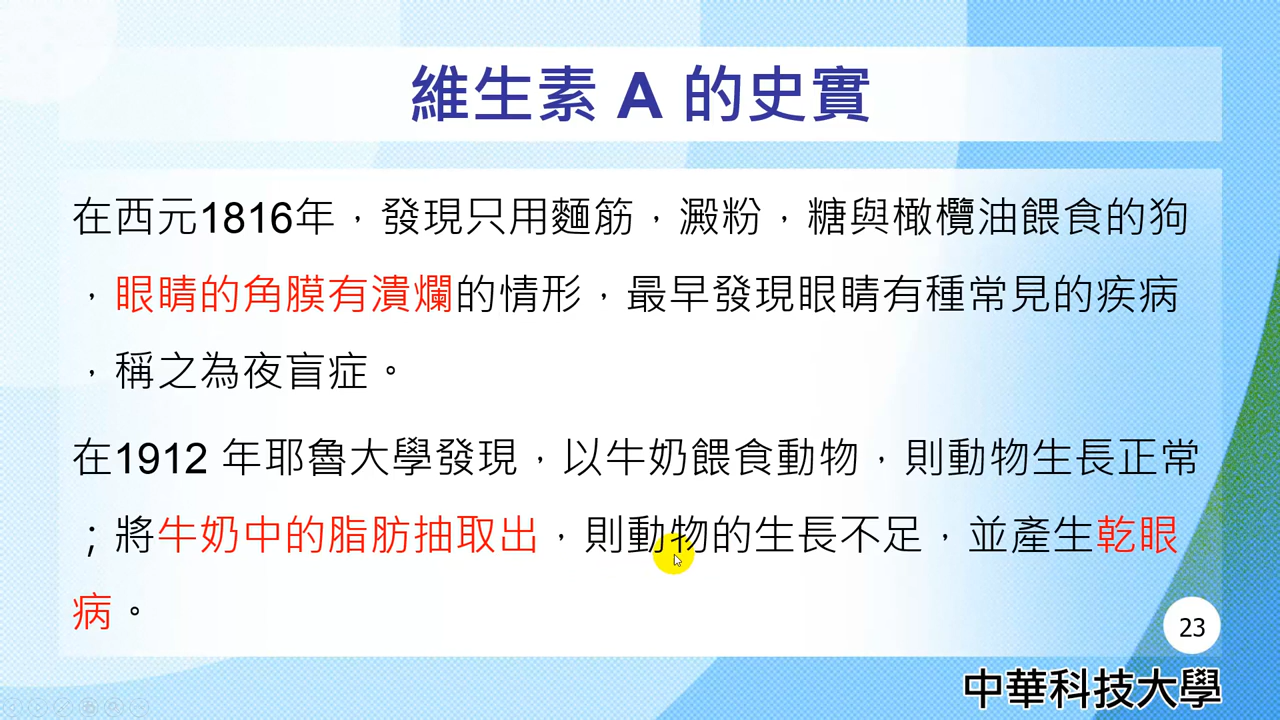 維生素 A 的史實
在西元1816年，發現只用麵筋，澱粉，糖與橄欖油餵食的狗
，眼睛的角膜有潰爛的情形，最早發現眼睛有種常見的疾病
，稱之為夜盲症。
在1912 年耶魯大學發現，以牛奶餵食動物，則動物生長正常
；將牛奶中的脂肪抽取出，則動物的生長不足，並產生乾眼
病。
23
中華科技大學